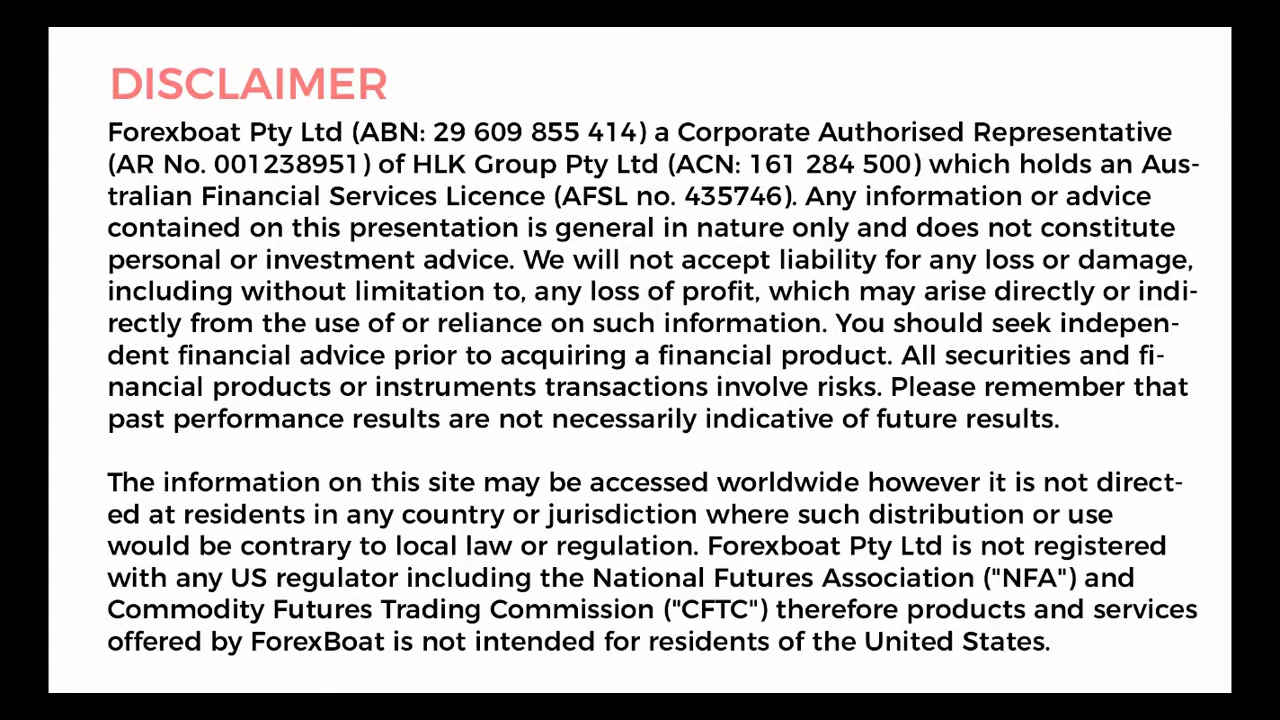 DISCLAIMER
Forexboat Pty Ltd (ABN: 29 609 855 414) a Corporate Authorised Representative
(AR No. 001238951) of HLK Group Pty Ltd (ACN: 161 284 500) which holds an Aus-
tralian Financial Services Licence (AFSL no. 435746). Any information or advice
contained on this presentation is general in nature only and does not constitute
personal or investment advice. We will not accept liability for any loss or damage,
including without limitation to, any loss of profit, which may arise directly or indi-
rectly from the use of or reliance on such information. You should seek indepen-
dent financial advice prior to acquiring a financial product. All securities and fi-
nancial products or instruments transactions involve risks. Please remember that
past performance results are not necessarily indicative of future results.
The information on this site may be accessed worldwide however it is not direct-
ed at residents in any country or jurisdiction where such distribution or use
would be contrary to local law or regulation. Forexboat Pty Ltd is not registered
with any US regulator including the National Futures Association ("NFA") and
Commodity Futures Trading Commission ("CFTC") therefore products and services
offered by ForexBoat is not intended for residents of the United States.